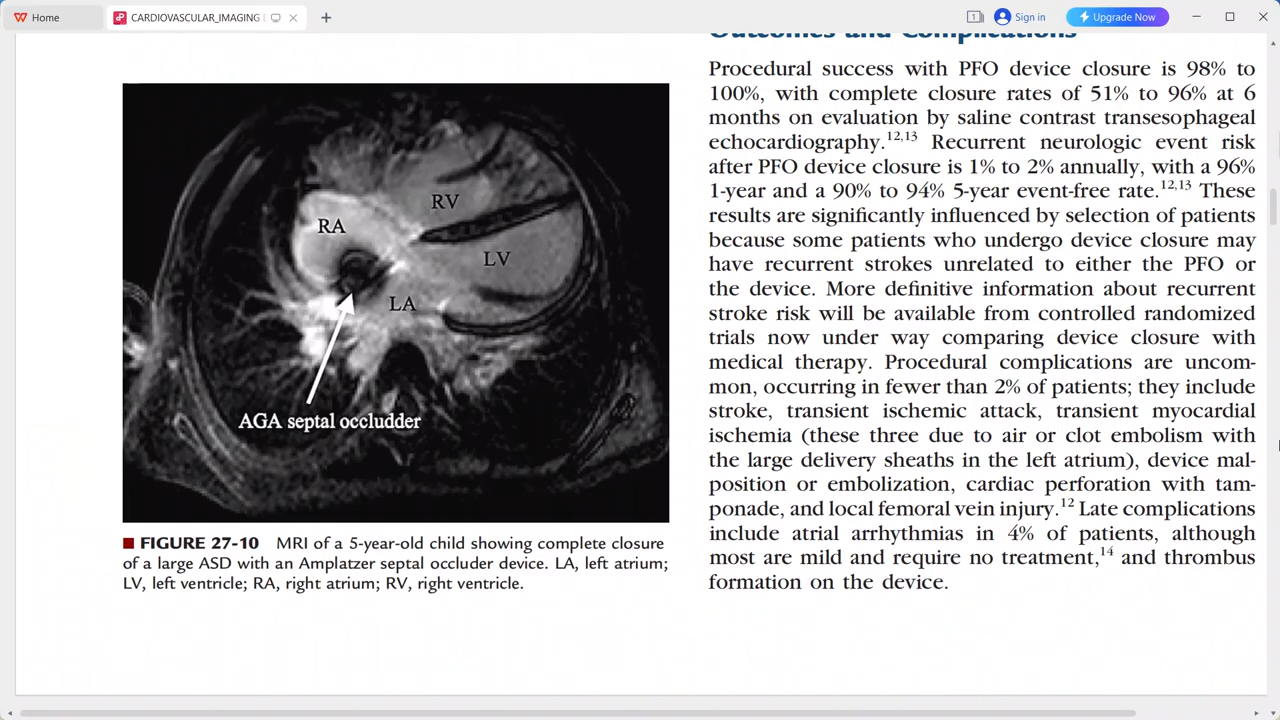 Home
CARDIOVASCULAR_IMAGING
1
Sign in
Upgrade Now
Outcomes and Complications
RA
RV
LV
LA
AGA septal occludder
FIGURE 27-10 MRI of a 5-year-old child showing complete closure
of a large ASD with an Amplatzer septal occluder device. LA, left atrium;
LV, left ventricle; RA, right atrium; RV, right ventricle.
Procedural success with PFO device closure is 98% to
100%, with complete closure rates of 51% to 96% at 6
months on evaluation by saline contrast transesophageal
echocardiography.12,13 Recurrent neurologic event risk
after PFO device closure is 1% to 2% annually, with a 96%
1-year and a 90% to 94% 5-year event-free rate.12,13 These
results are significantly influenced by selection of patients
because some patients who undergo device closure may
have recurrent strokes unrelated to either the PFO or
the device. More definitive information about recurrent
stroke risk will be available from controlled randomized
trials now under way comparing device closure with
medical therapy. Procedural complications are uncom-
mon, occurring in fewer than 2% of patients; they include
stroke, transient ischemic attack, transient myocardial
ischemia (these three due to air or clot embolism with
the large delivery sheaths in the left atrium), device mal-
position or embolization, cardiac perforation with tam-
ponade, and local femoral vein injury.12 Late complications
include atrial arrhythmias in 4% of patients, although
most are mild and require no treatment,14 and thrombus
formation on the device.